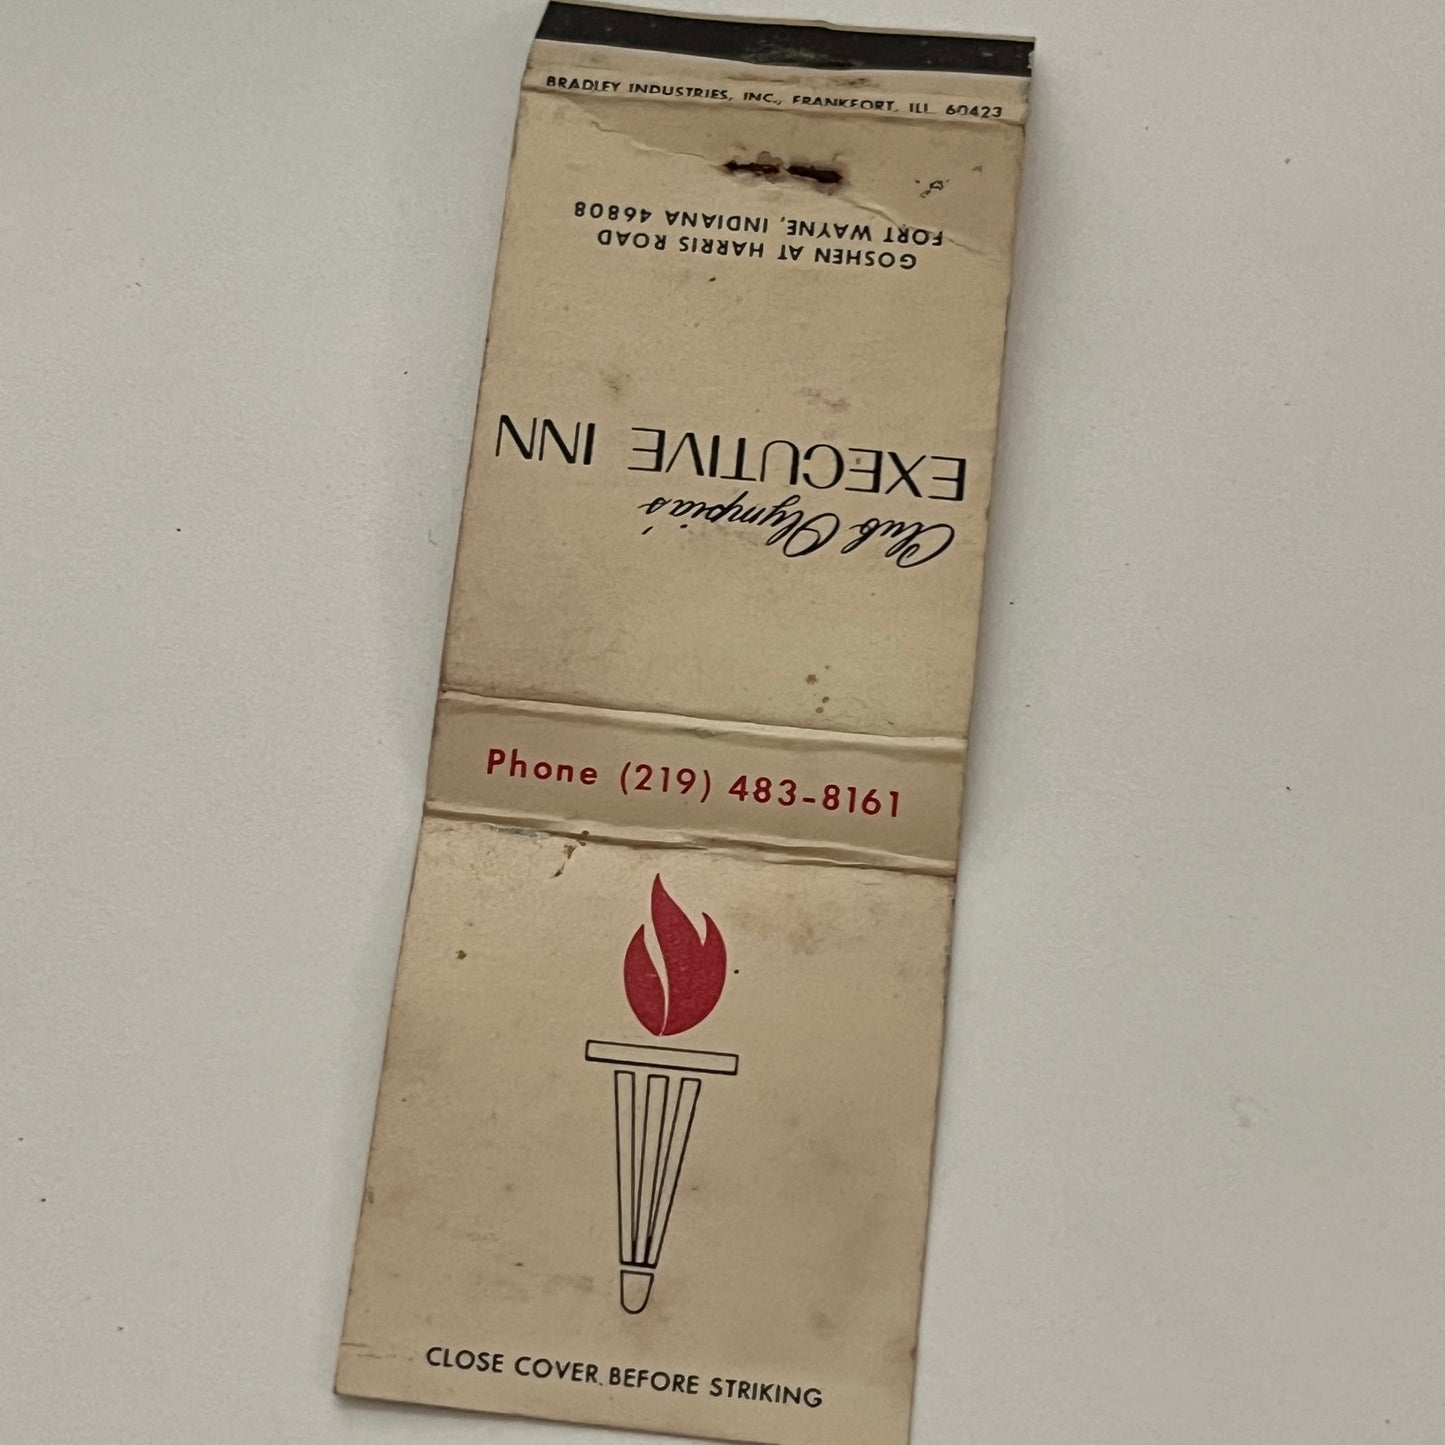 BRADLEY INDUSTRIES, INC., FRANKFORT, ILL. 60423
Club Olympia's
EXECUTIVE INN
GOSHEN AT HARRIS ROAD
FORT WAYNE, INDIANA 46808
Phone (219) 483-8161
CLOSE COVER BEFORE STRIKING